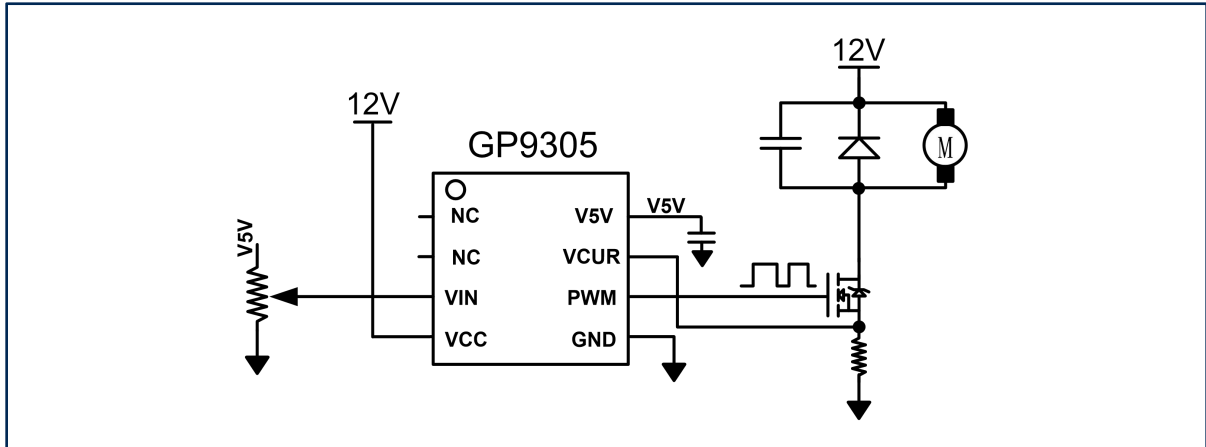 12V
12V
GP9305
M
V5V
NC
V5V
V5V
NC
VCUR
VIN
PWM
VCC
GND